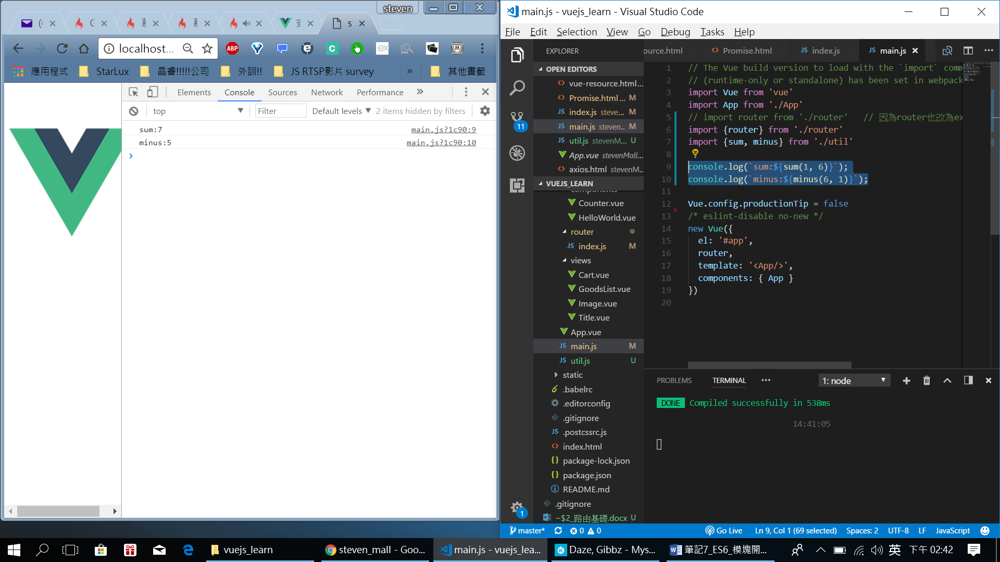 steven
s
localhost...
ABP
應用程式
StarLux
晶睿!!!!!公司
外訓!!
JS RTSP影片 survey
»
其他書籤
Elements
Console
Sources
Network
Performance
»
top
Filter
Default levels
2 items hidden by filters
sum:7
main.js?1c90:9
minus:5
main.js?1c90:10
main.js - vuejs_learn - Visual Studio Code
File Edit Selection View Go Debug Tasks Help
EXPLORER
OPEN EDITORS
vue-resource.html...
Promise.html ... M
index.js steve... M
main.js steven... M
util.js stevenM... U
App.vue stevenMall...
axios.html stevenM...
VUEJS_LEARN
components
Counter.vue
HelloWorld.vue
router
index.js M
views
Cart.vue
GoodsList.vue
Image.vue
Title.vue
App.vue
main.js M
util.js U
static
.babelrc
.editorconfig
.gitignore
.postcssrc.js
index.html
package-lock.json
package.json
README.md
.gitignore
~$2_路由基礎.docx U
11
1
ource.html
Promise.html
index.js
main.js
1 // The Vue build version to load with the `import` comm
2 // (runtime-only or standalone) has been set in webpack
3 import Vue from 'vue'
4 import App from './App'
5 // import router from './router' // 因為router也改為ex
6 import {router} from './router'
7 import {sum, minus} from './util'
8
9 console.log(`sum:${sum(1, 6)}`);
10 console.log(`minus:${minus(6, 1)}`);
11
12 Vue.config.productionTip = false
13 /* eslint-disable no-new */
14 new Vue({
15 el: '#app',
16 router,
17 template: '<App/>',
18 components: { App }
19 })
20
PROBLEMS
TERMINAL
1: node
DONE Compiled successfully in 538ms
14:41:05
master*
0
0
Go Live
Ln 9, Col 1 (69 selected)
Spaces: 2
UTF-8
LF
JavaScript
vuejs_learn
steven_mall - Goo...
main.js - vuejs_lea...
Daze, Gibbz - Mys...
筆記7_ES6_模塊開...
英
下午 02:42